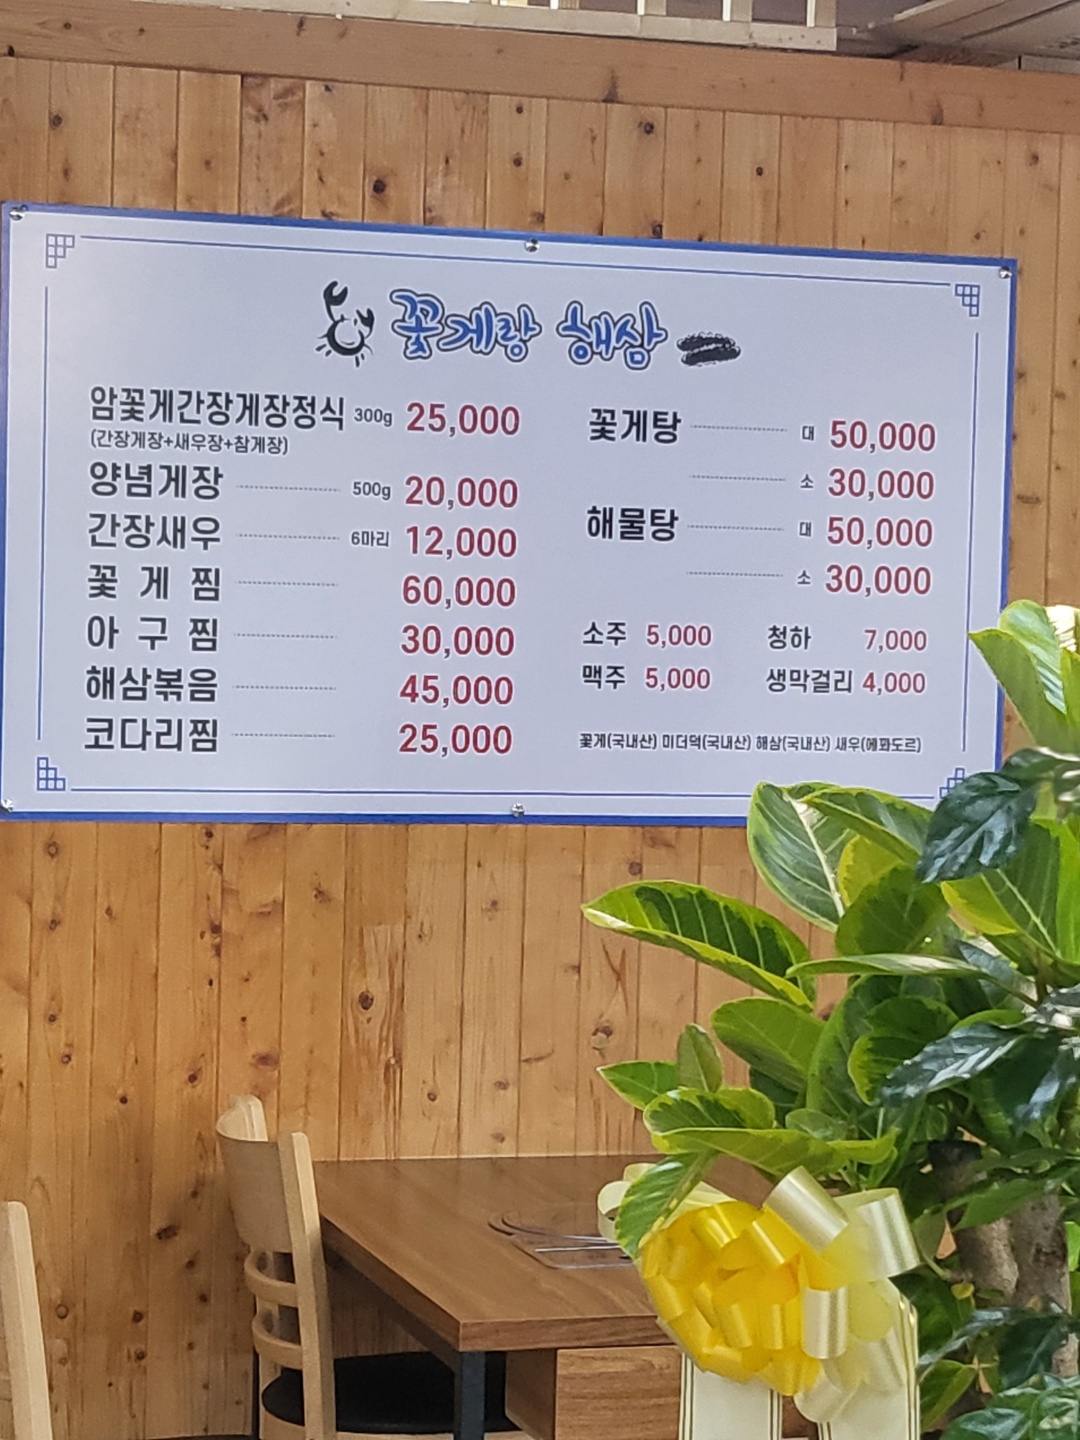 꽃게랑 해삼
암꽃게간장게장정식 300g 25,000
(간장게장+새우장+참게장)
양념게장 500g 20,000
간장새우 6마리 12,000
꽃 게 찜 60,000
아 구 찜 30,000
해삼볶음 45,000
코다리찜 25,000
꽃게탕 대 50,000
소 30,000
해물탕 대 50,000
소 30,000
소주 5,000 청하 7,000
맥주 5,000 생막걸리 4,000
꽃게(국내산) 미더덕(국내산) 해삼(국내산) 새우(에콰도르)